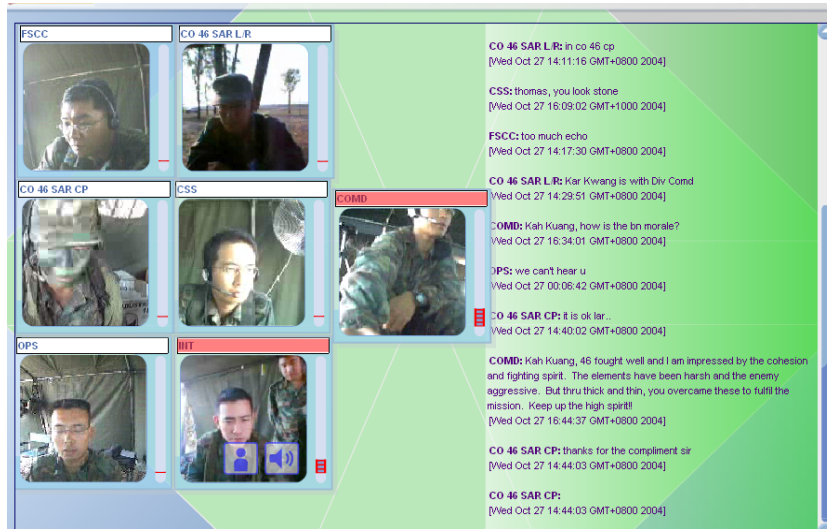 FSCC
CO 46 SAR L/R
CO 46 SAR CP
CSS
COMD
OPS
INT
CO 46 SAR L/R: in co 46 cp
[Wed Oct 27 14:11:16 GMT+0800 2004]
CSS: thomas, you look stone
[Wed Oct 27 16:09:02 GMT+1000 2004]
FSCC: too much echo
[Wed Oct 27 14:17:30 GMT+0800 2004]
CO 46 SAR L/R: Kar Kwang is with Div Comd
[Wed Oct 27 14:29:51 GMT+0800 2004]
COMD: Kah Kuang, how is the bn morale?
[Wed Oct 27 16:34:01 GMT+0800 2004]
OPS: we can't hear u
[Wed Oct 27 00:06:42 GMT+0800 2004]
CO 46 SAR CP: it is ok lar..
[Wed Oct 27 14:40:02 GMT+0800 2004]
COMD: Kah Kuang, 46 fought well and I am impressed by the cohesion
and fighting spirit. The elements have been harsh and the enemy
aggressive. But thru thick and thin, you overcame these to fulfil the
mission. Keep up the high spirit!!
[Wed Oct 27 16:44:37 GMT+0800 2004]
CO 46 SAR CP: thanks for the compliment sir
[Wed Oct 27 14:44:03 GMT+0800 2004]
CO 46 SAR CP:
[Wed Oct 27 14:44:03 GMT+0800 2004]